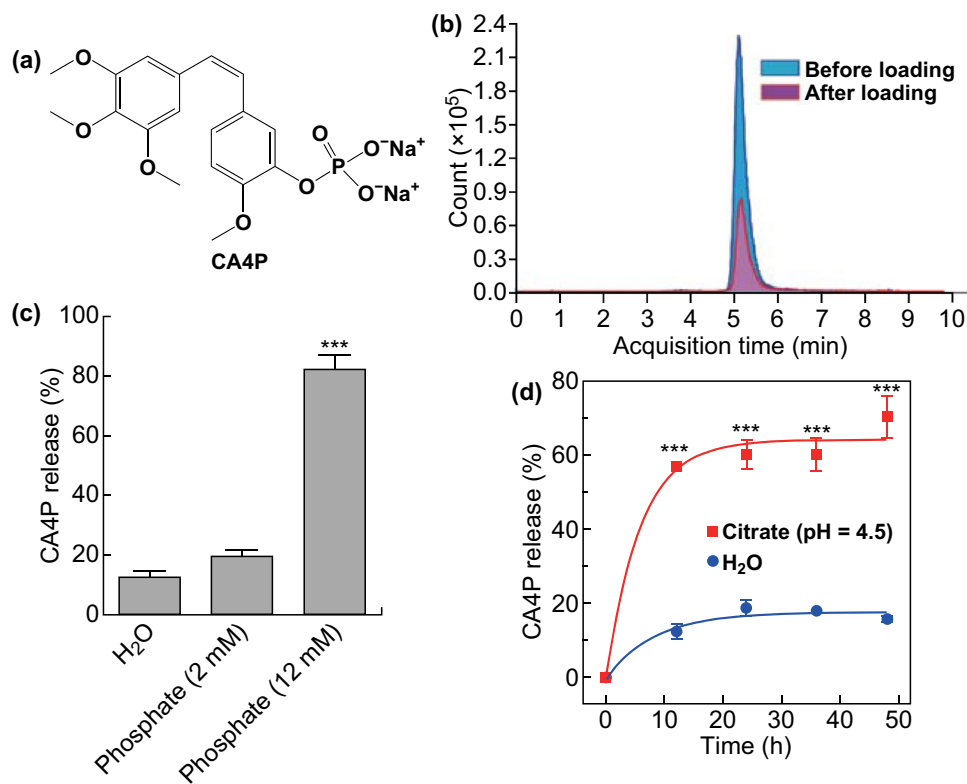 (a)
O
O
O
O
O
P
O
O⁻Na⁺
O⁻Na⁺
CA4P
(b)
2.4
2.1
1.8
1.5
1.2
0.9
0.6
0.3
0.0
Count (×10⁵)
Before loading
After loading
0 1 2 3 4 5 6 7 8 9 10
Acquisition time (min)
(c)
100
80
60
40
20
0
CA4P release (%)
***
H₂O
Phosphate (2 mM)
Phosphate (12 mM)
(d)
80
60
40
20
0
CA4P release (%)
***
***
***
***
Citrate (pH = 4.5)
H₂O
0 10 20 30 40 50
Time (h)